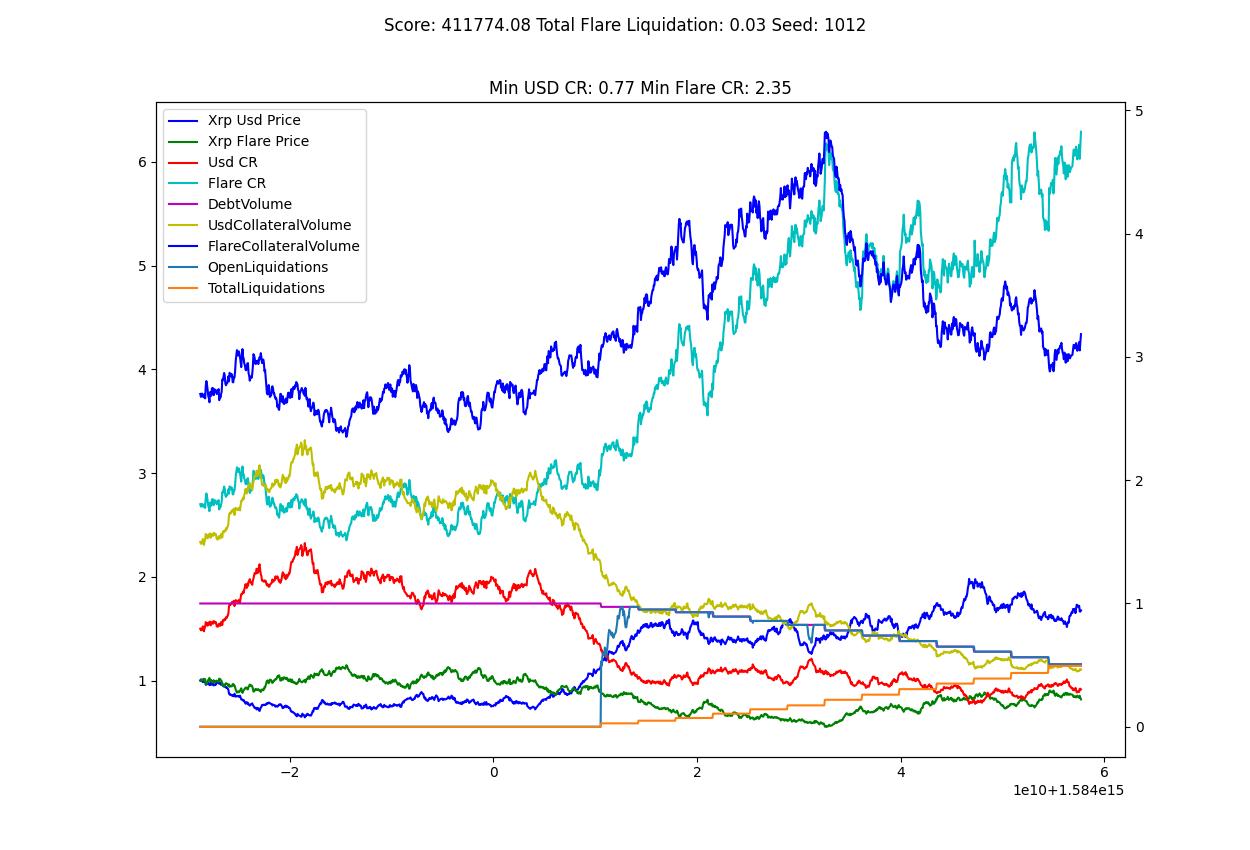 Score: 411774.08 Total Flare Liquidation: 0.03 Seed: 1012
Min USD CR: 0.77 Min Flare CR: 2.35
Xrp Usd Price
Xrp Flare Price
Usd CR
Flare CR
DebtVolume
UsdCollateralVolume
FlareCollateralVolume
OpenLiquidations
TotalLiquidations
6
5
4
3
2
1
5
4
3
2
1
0
−2
0
2
4
6
1e10+1.584e15